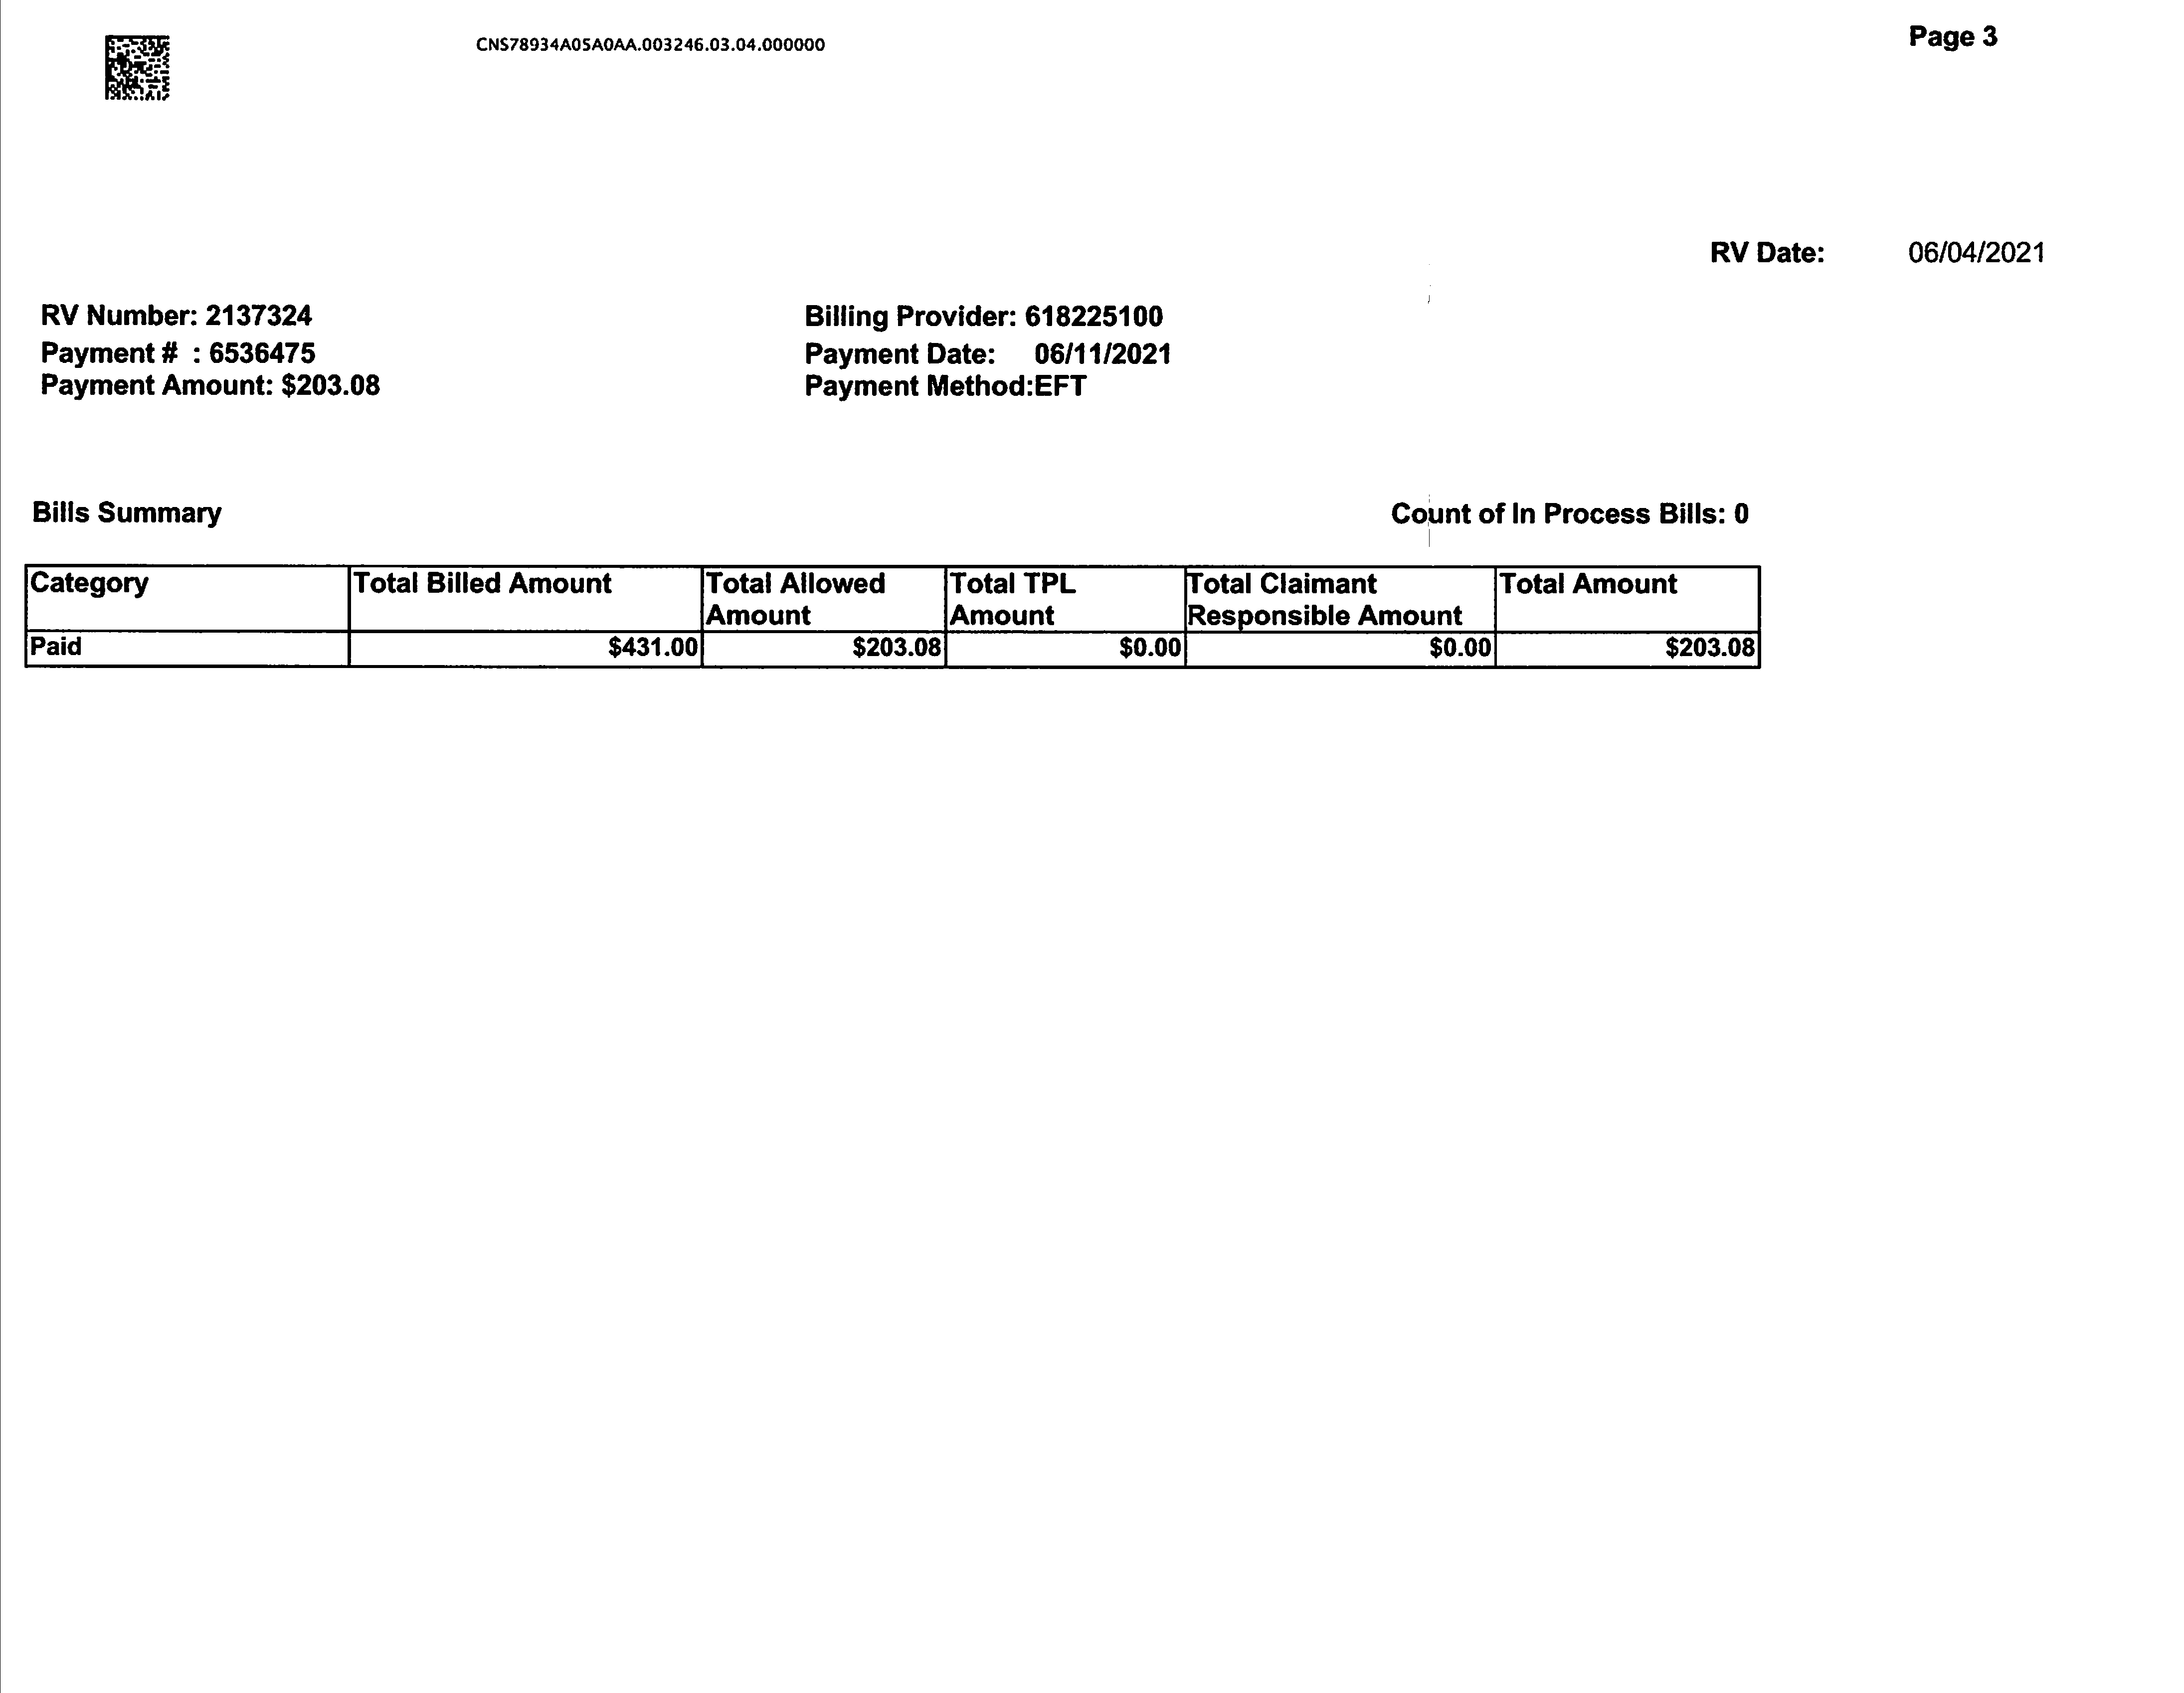 CNS78934A05A0AA.003246.03.04.000000
Page 3
RV Date: 06/04/2021
RV Number: 2137324 Billing Provider: 618225100
Payment # : 6536475 Payment Date: 06/11/2021
Payment Amount: $203.08 Payment Method:EFT
Bills Summary Count of In Process Bills: 0
Category Total Billed Amount Total Allowed Amount Total TPL Amount Total Claimant Responsible Amount Total Amount
Paid $431.00 $203.08 $0.00 $0.00 $203.08